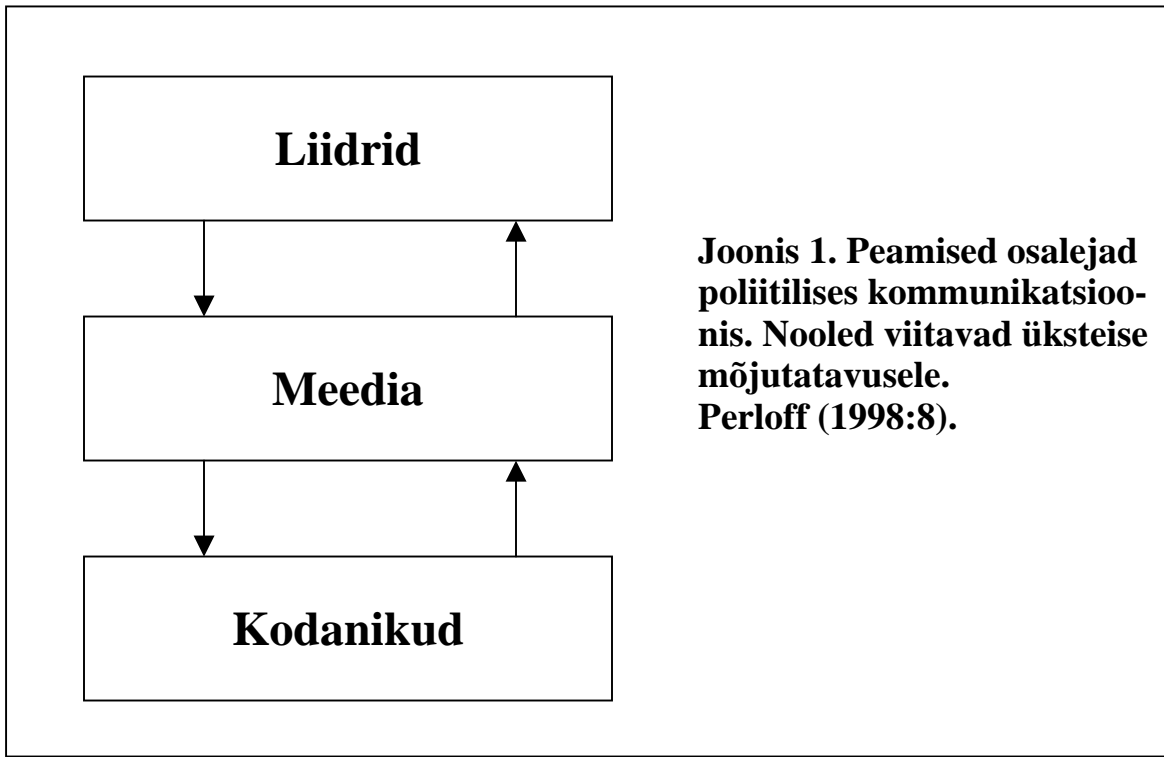 Liidrid
Meedia
Kodanikud
Joonis 1. Peamised osalejad
poliitilises kommunikatsioo-
nis. Nooled viitavad üksteise
mõjutatavusele.
Perloff (1998:8).